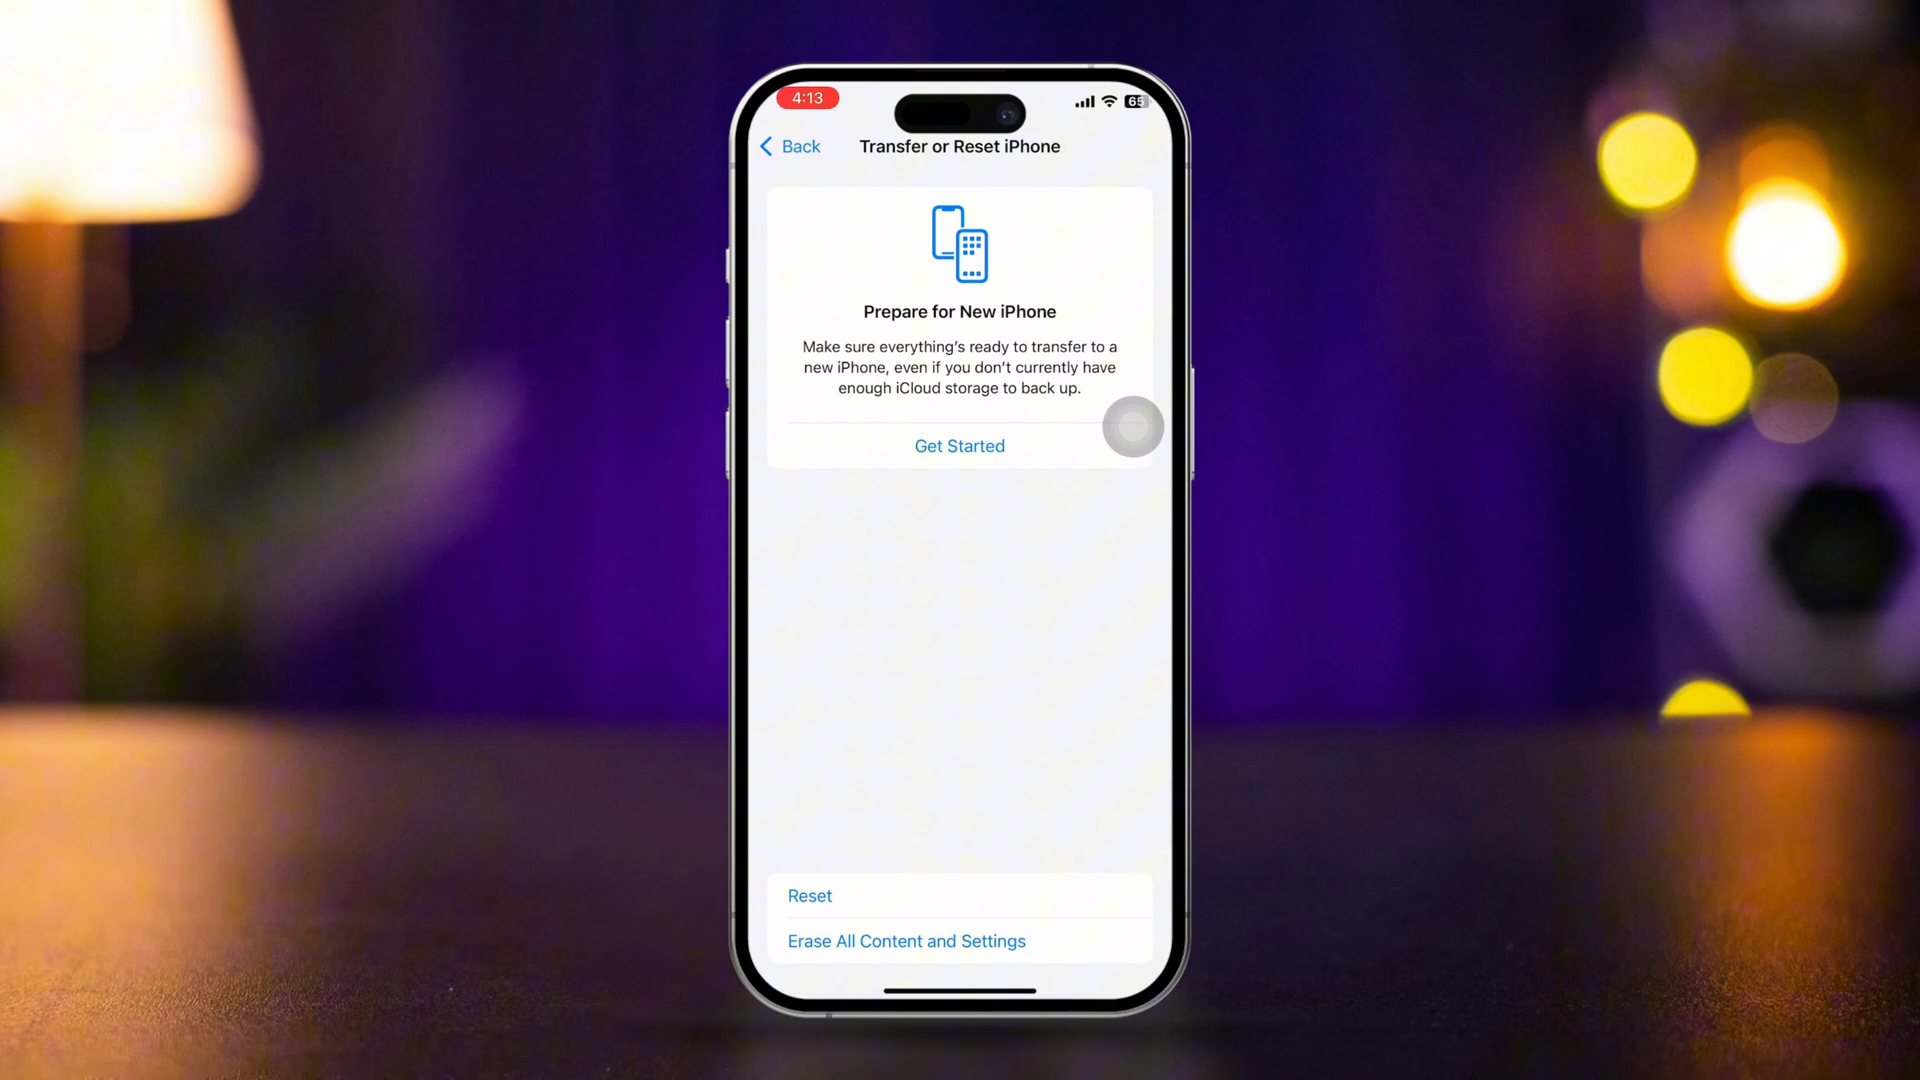 4:13
65
Back
Transfer or Reset iPhone
Prepare for New iPhone
Make sure everything’s ready to transfer to a
new iPhone, even if you don’t currently have
enough iCloud storage to back up.
Get Started
Reset
Erase All Content and Settings